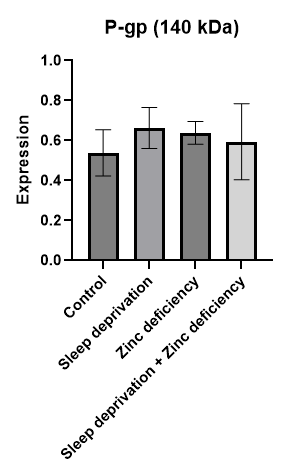 P-gp (140 kDa)
Expression
1.0
0.8
0.6
0.4
0.2
0.0
Control
Sleep deprivation
Zinc deficiency
Sleep deprivation + Zinc deficiency